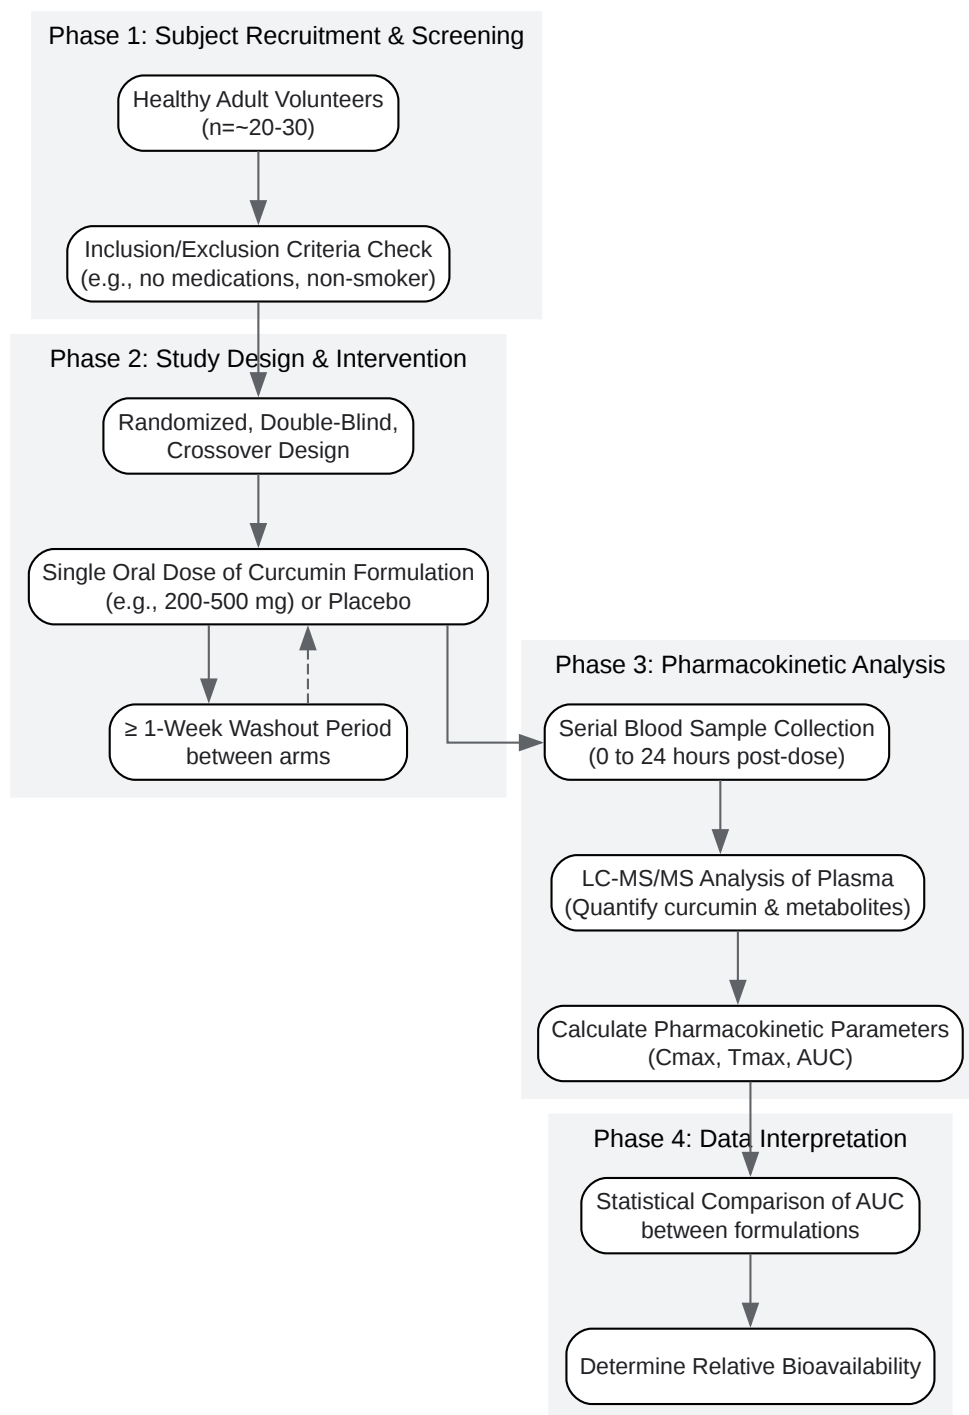 Phase 1: Subject Recruitment & Screening
Healthy Adult Volunteers
(n=~20-30)
Inclusion/Exclusion Criteria Check
(e.g., no medications, non-smoker)
Phase 2: Study Design & Intervention
Randomized, Double-Blind,
Crossover Design
Single Oral Dose of Curcumin Formulation
(e.g., 200-500 mg) or Placebo
≥ 1-Week Washout Period
between arms
Phase 3: Pharmacokinetic Analysis
Serial Blood Sample Collection
(0 to 24 hours post-dose)
LC-MS/MS Analysis of Plasma
(Quantify curcumin & metabolites)
Calculate Pharmacokinetic Parameters
(Cmax, Tmax, AUC)
Phase 4: Data Interpretation
Statistical Comparison of AUC
between formulations
Determine Relative Bioavailability